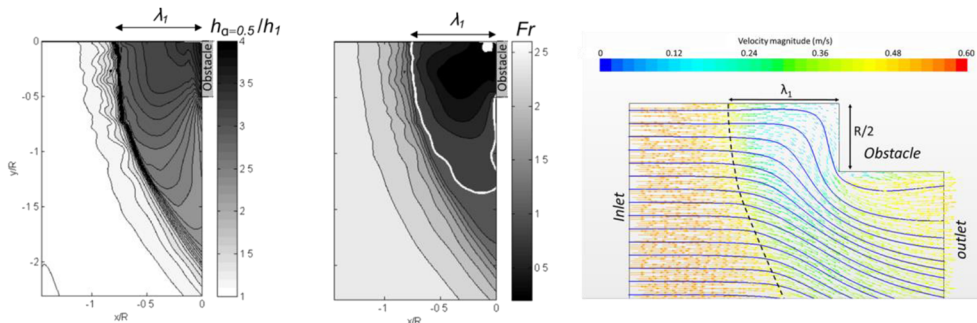 λ₁
hα=0.5/h₁
0
-0.5
-1
-1.5
-2
y/R
-1
-0 5
0
x/R
Obstacle
4
3.5
3
2.5
2
1.5
1
λ₁
Fr
-1
-0 5
0
x/R
Obstacle
2.5
2
1.5
1
0 5
Velocity magnitude (m/s)
0 0.12 0.24 0.36 0.48 0.60
λ₁
R/2
Obstacle
Inlet
outlet